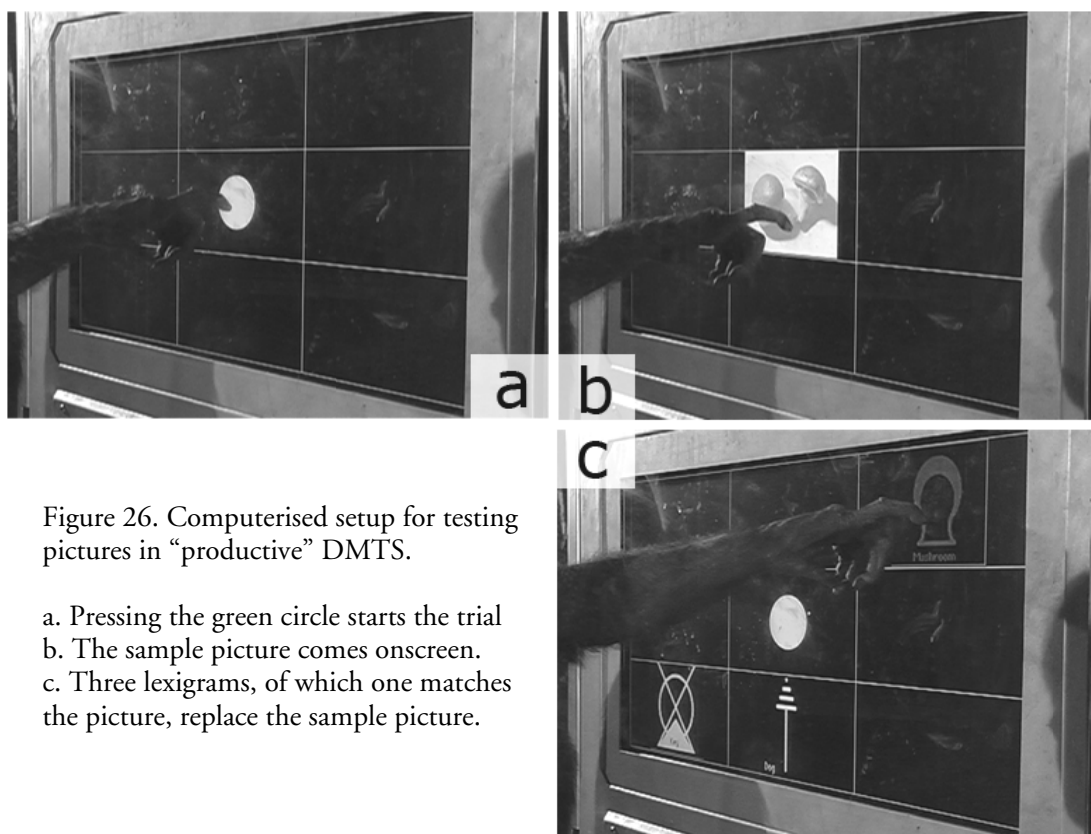 a
b
c
Mushroom
Figure 26. Computerised setup for testing
pictures in “productive” DMTS.
a. Pressing the green circle starts the trial
b. The sample picture comes onscreen.
c. Three lexigrams, of which one matches
the picture, replace the sample picture.
Dog